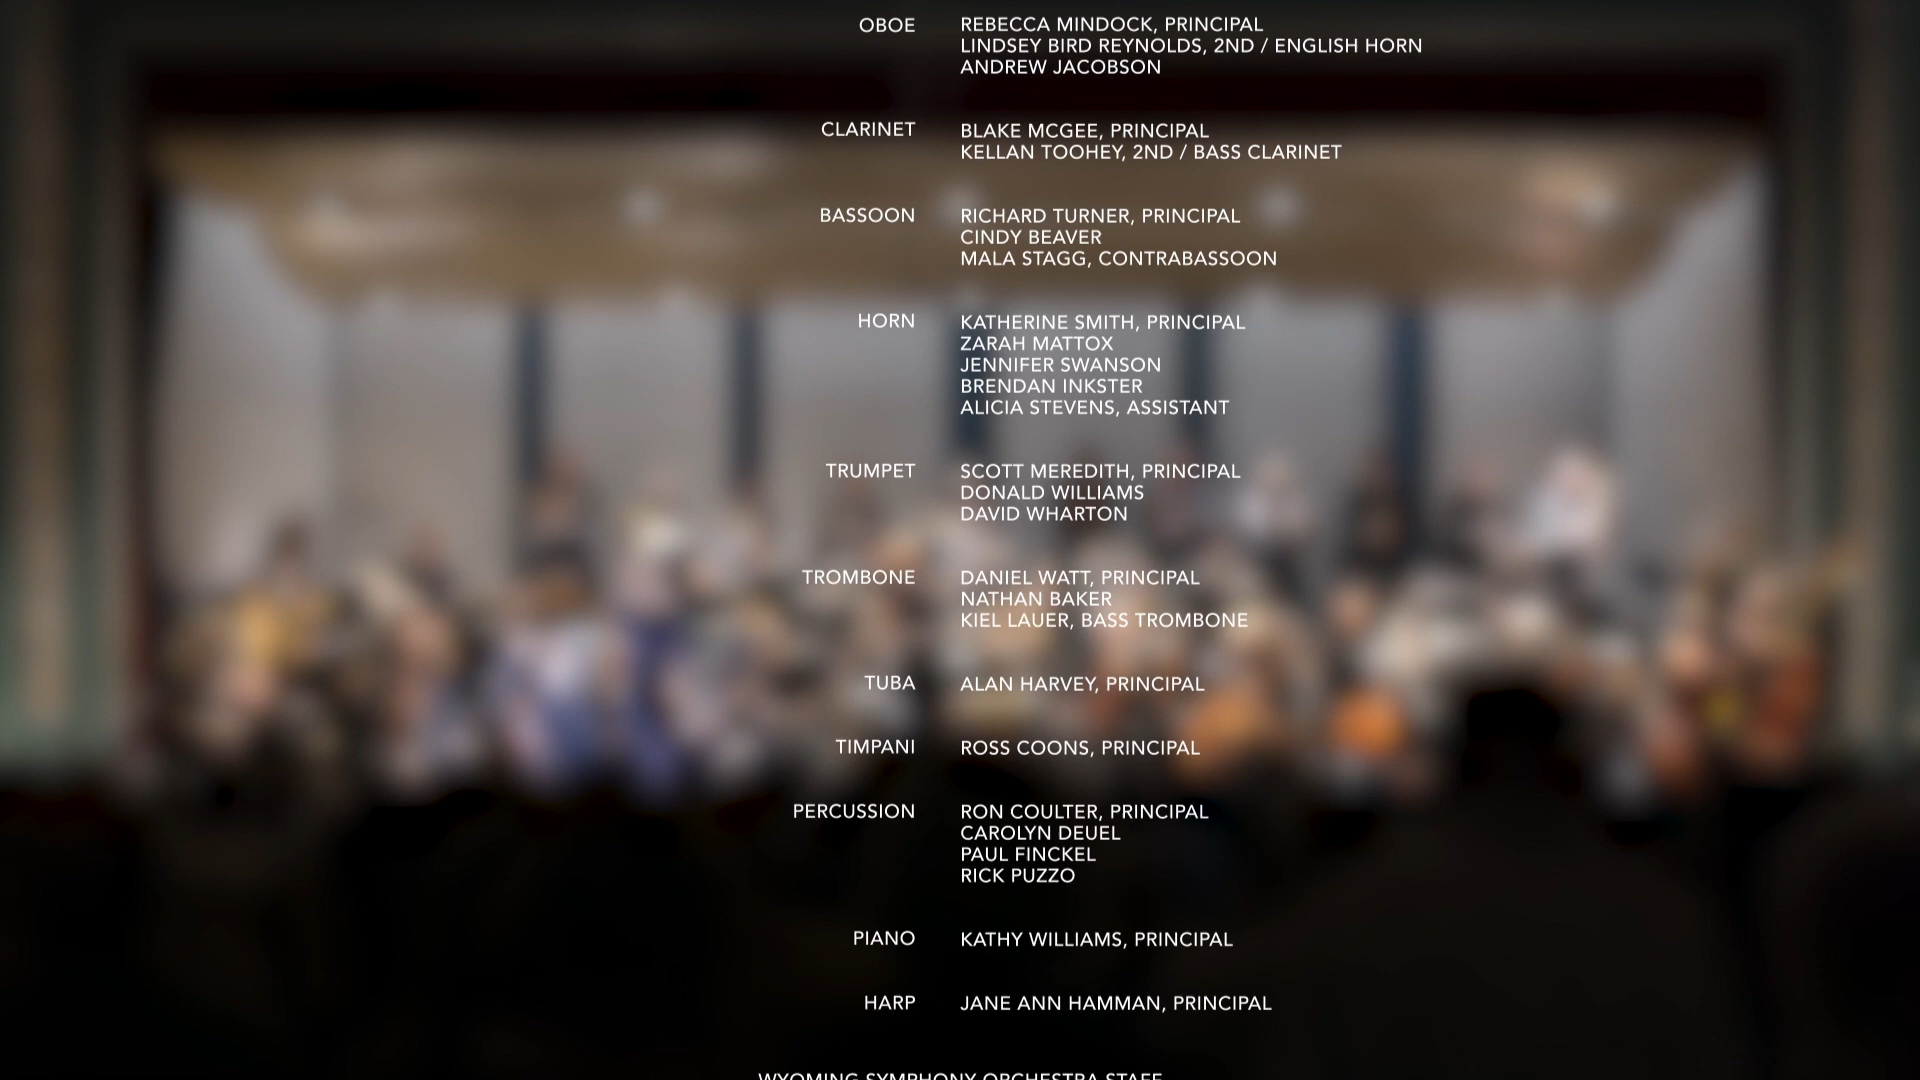 OBOE REBECCA MINDOCK, PRINCIPAL
LINDSEY BIRD REYNOLDS, 2ND / ENGLISH HORN
ANDREW JACOBSON
CLARINET BLAKE MCGEE, PRINCIPAL
KELLAN TOOHEY, 2ND / BASS CLARINET
BASSOON RICHARD TURNER, PRINCIPAL
CINDY BEAVER
MALA STAGG, CONTRABASSOON
HORN KATHERINE SMITH, PRINCIPAL
ZARAH MATTOX
JENNIFER SWANSON
BRENDAN INKSTER
ALICIA STEVENS, ASSISTANT
TRUMPET SCOTT MEREDITH, PRINCIPAL
DONALD WILLIAMS
DAVID WHARTON
TROMBONE DANIEL WATT, PRINCIPAL
NATHAN BAKER
KIEL LAUER, BASS TROMBONE
TUBA ALAN HARVEY, PRINCIPAL
TIMPANI ROSS COONS, PRINCIPAL
PERCUSSION RON COULTER, PRINCIPAL
CAROLYN DEUEL
PAUL FINCKEL
RICK PUZZO
PIANO KATHY WILLIAMS, PRINCIPAL
HARP JANE ANN HAMMAN, PRINCIPAL
WYOMING SYMPHONY ORCHESTRA STAFF